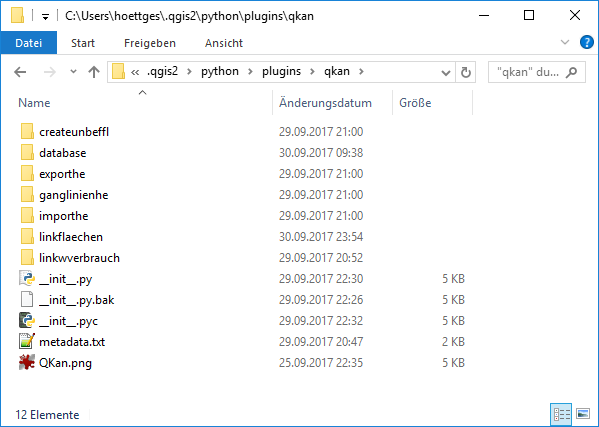 C:\Users\hoettges\.qgis2\python\plugins\qkan
Datei Start Freigeben Ansicht
« .qgis2 > python > plugins > qkan > "qkan" du...
Name Änderungsdatum Größe
createunbeffl 29.09.2017 21:00
database 30.09.2017 09:38
exporthe 29.09.2017 21:00
ganglinienhe 29.09.2017 21:00
importhe 29.09.2017 21:00
linkflaechen 30.09.2017 23:54
linkwverbrauch 29.09.2017 20:52
__init__.py 29.09.2017 22:30 5 KB
__init__.py.bak 29.09.2017 22:26 5 KB
__init__.pyc 29.09.2017 22:32 5 KB
metadata.txt 29.09.2017 20:47 2 KB
QKan.png 25.09.2017 22:35 5 KB
12 Elemente